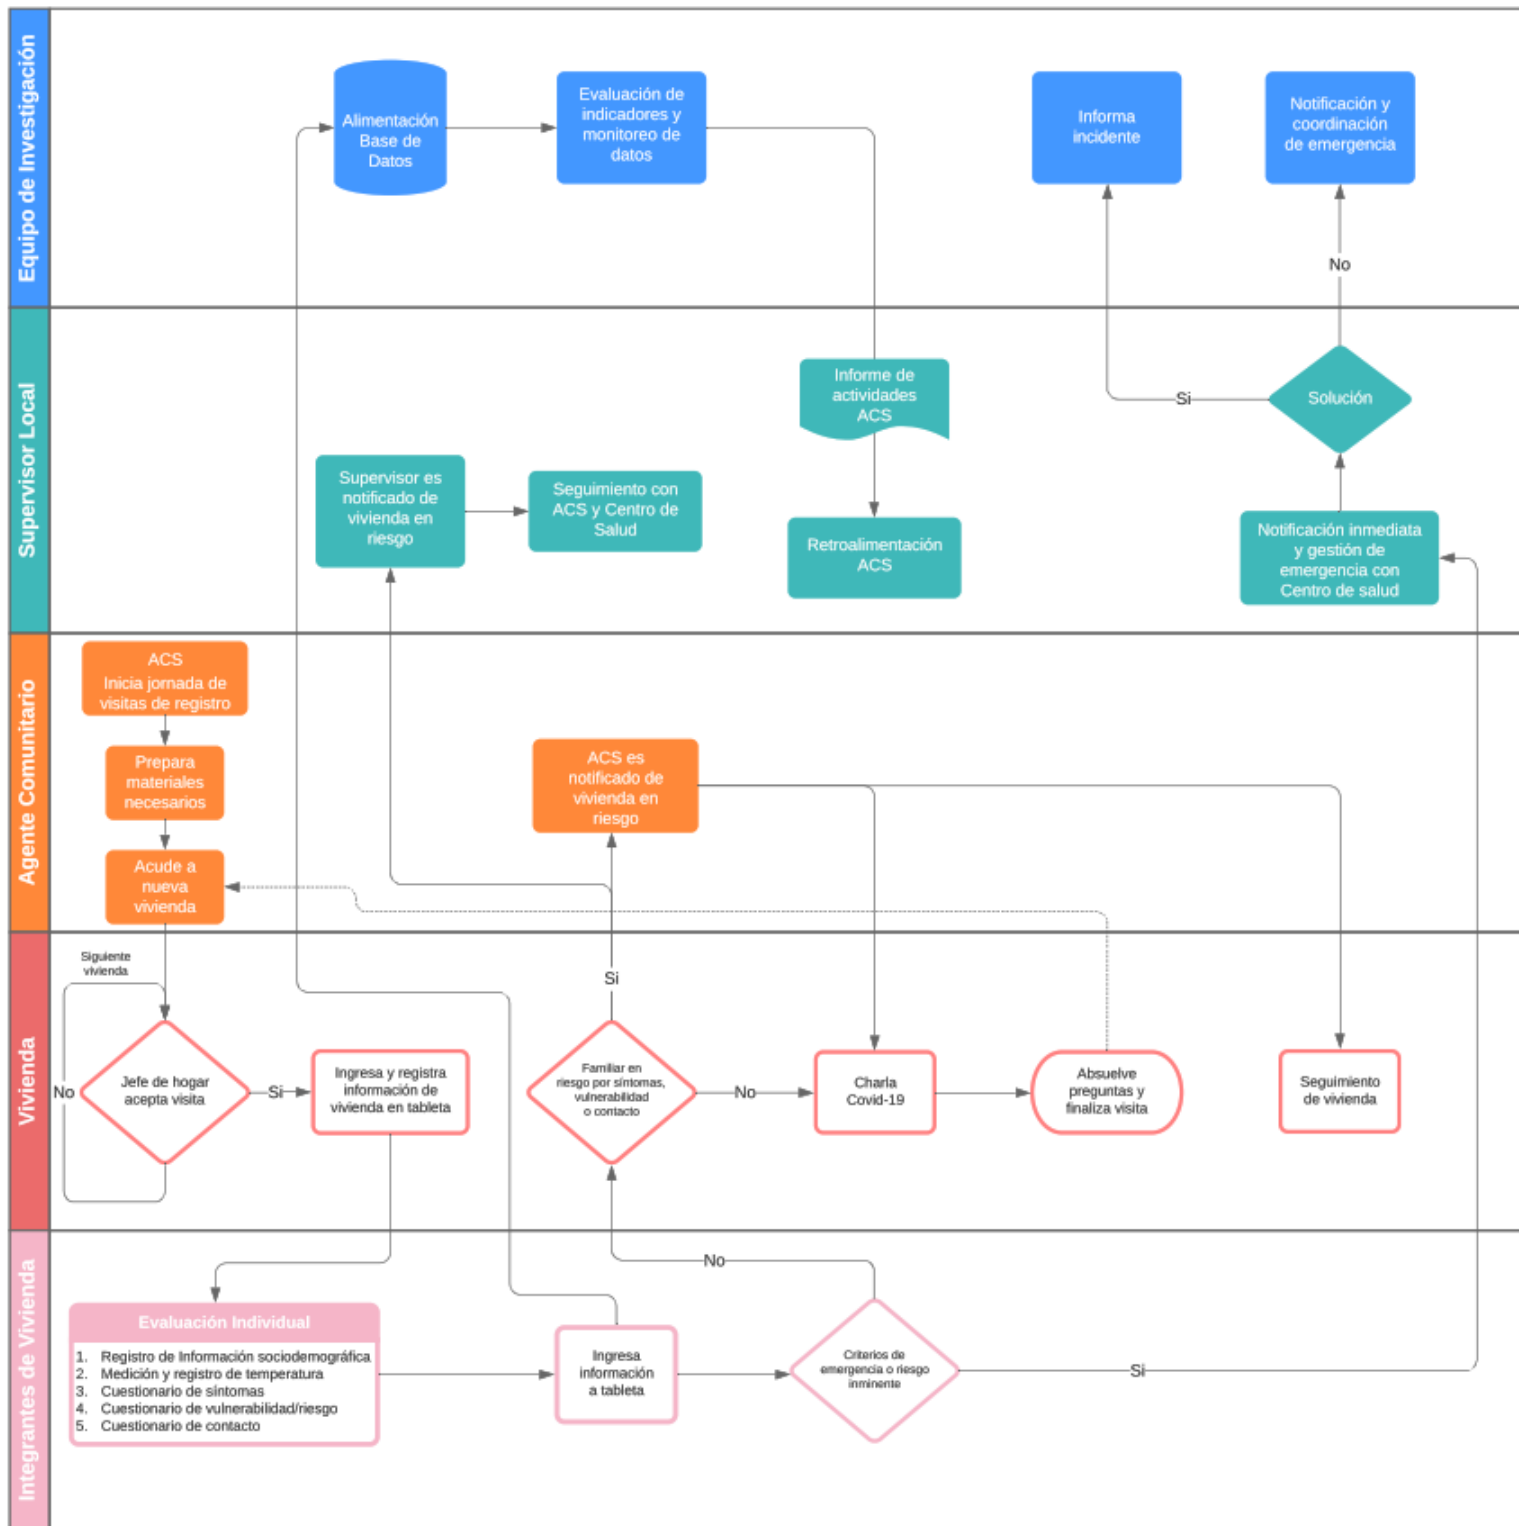 Equipo de Investigación
Alimentación
Base de
Datos
Evaluación de
indicadores y
monitoreo de
datos
Informa
incidente
Notificación y
coordinación
de emergencia
No
Supervisor Local
Informe de
actividades
ACS
Si
Solución
Supervisor es
notificado de
vivienda en
riesgo
Seguimiento con
ACS y Centro de
Salud
Retroalimentación
ACS
Notificación inmediata
y gestión de
emergencia con
Centro de salud
Agente Comunitario
ACS
Inicia jornada de
visitas de registro
Prepara
materiales
necesarios
Acude a
nueva
vivienda
ACS es
notificado de
vivienda en
riesgo
Vivienda
Siguiente
vivienda
No
Jefe de hogar
acepta visita
Si
Ingresa y registra
información de
vivienda en tableta
Si
Familiar en
riesgo por síntomas,
vulnerabilidad
o contacto
No
Charla
Covid-19
Absuelve
preguntas y
finaliza visita
Seguimiento
de vivienda
Integrantes de Vivienda
No
Evaluación Individual
1. Registro de Información sociodemográfica
2. Medición y registro de temperatura
3. Cuestionario de síntomas
4. Cuestionario de vulnerabilidad/riesgo
5. Cuestionario de contacto
Ingresa
información
a tableta
Criterios de
emergencia o riesgo
inminente
Si